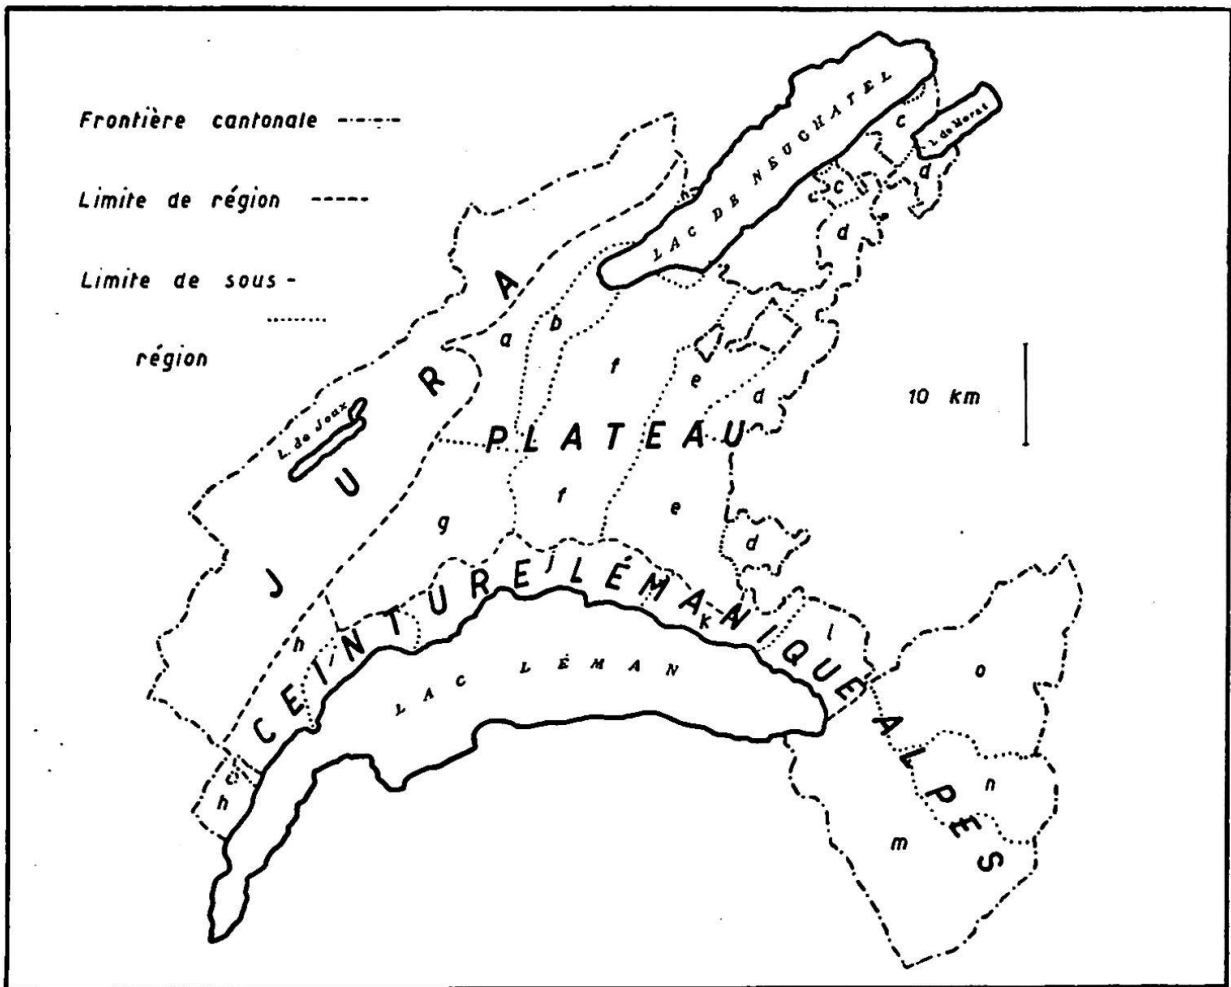 Frontière cantonale
Limite de région
Limite de sous-
région
LAC DE NEUCHATEL
L. de Morat
c
d
c
c
d
JURA
a
b
f
e
d
L. de Joux
10 km
PLATEAU
g
f
e
d
CEINTURE LÉMANIQUE
h
i
j
k
l
LAC LÉMAN
h
ALPES
o
n
m